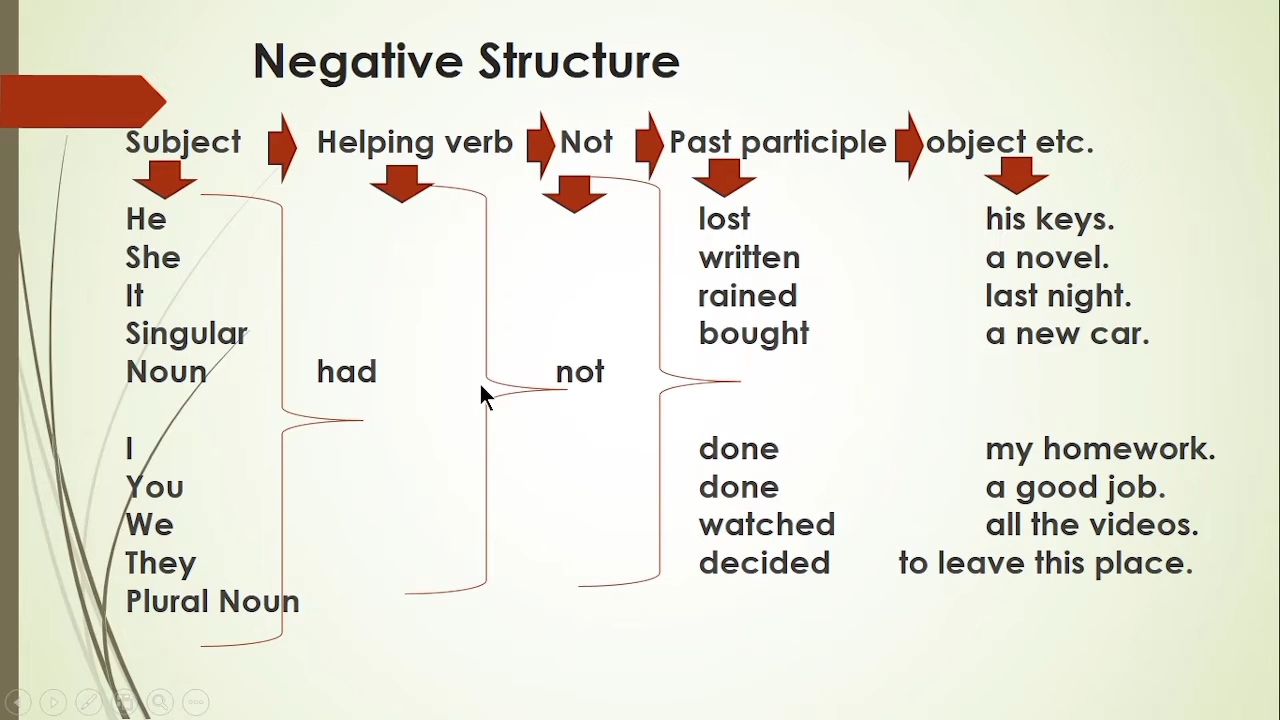 Negative Structure
Subject Helping verb Not Past participle object etc.
He lost his keys.
She written a novel.
It rained last night.
Singular bought a new car.
Noun had not
I done my homework.
You done a good job.
We watched all the videos.
They decided to leave this place.
Plural Noun